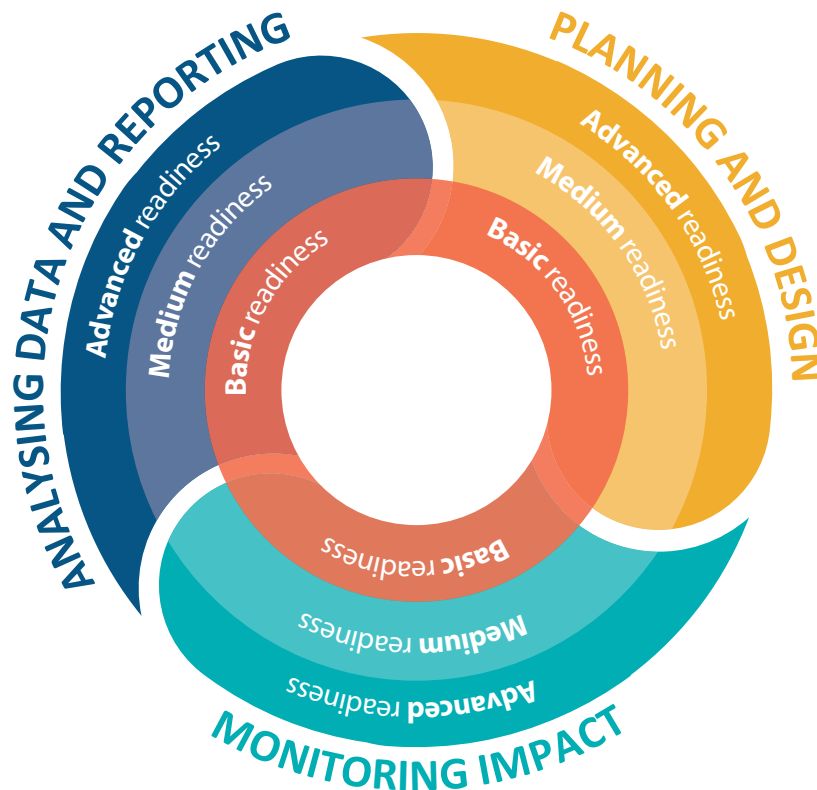 PLANNING AND DESIGN
Advanced readiness
Medium readiness
Basic readiness
MONITORING IMPACT
Basic readiness
Medium readiness
Advanced readiness
ANALYSING DATA AND REPORTING
Advanced readiness
Medium readiness
Basic readiness